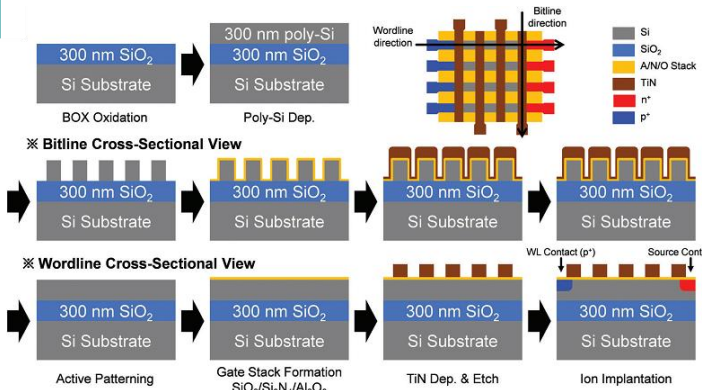 300 nm SiO₂
Si Substrate
BOX Oxidation
300 nm poly-Si
300 nm SiO₂
Si Substrate
Poly-Si Dep.
Wordline
direction
Bitline
direction
Si
SiO₂
A/N/O Stack
TiN
n⁺
p⁺
※ Bitline Cross-Sectional View
300 nm SiO₂
Si Substrate
300 nm SiO₂
Si Substrate
300 nm SiO₂
Si Substrate
300 nm SiO₂
Si Substrate
※ Wordline Cross-Sectional View
300 nm SiO₂
Si Substrate
Active Patterning
300 nm SiO₂
Si Substrate
Gate Stack Formation
SiO₂/Si₃N₄/Al₂O₃
300 nm SiO₂
Si Substrate
TiN Dep. & Etch
WL Contact (p⁺)
Source Cont
300 nm SiO₂
Si Substrate
Ion Implantation